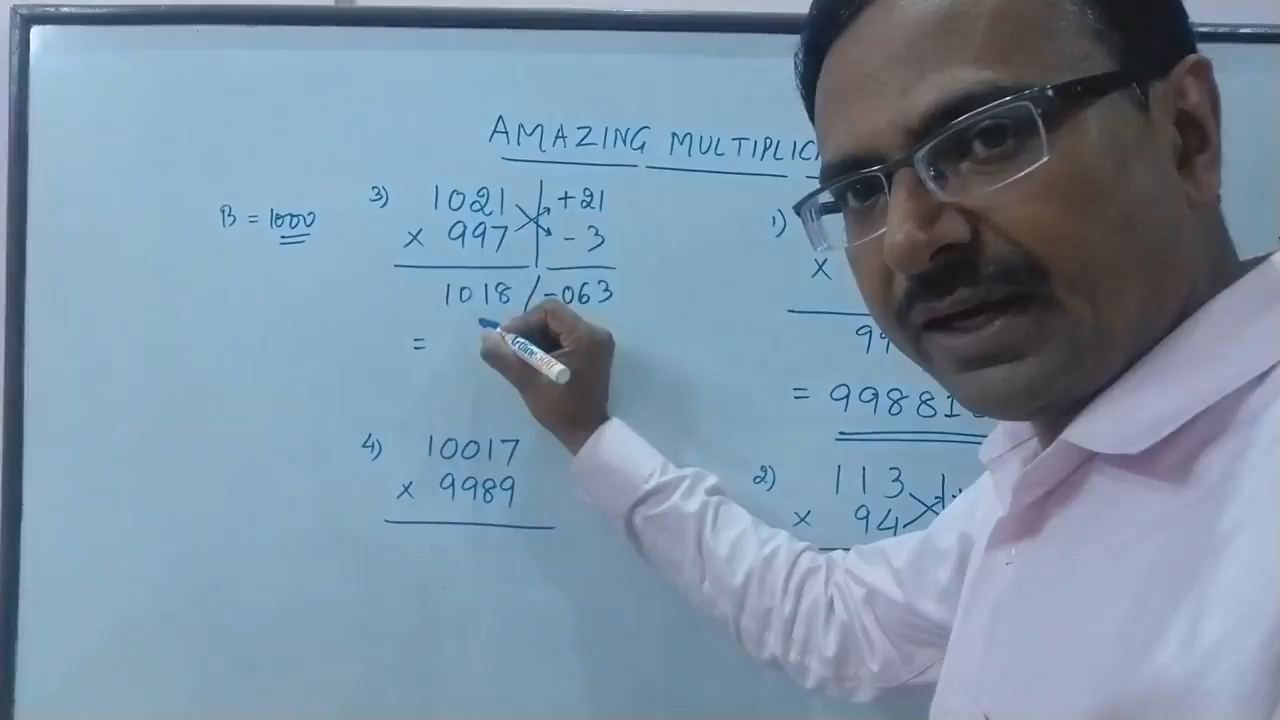 AMAZING MULTIPLIC
B = 1000
3) 1021 +21
× 997 - 3
1018 / -063
=
4) 10017
× 9989
1)
×
99
= 99881
2) 113
× 94